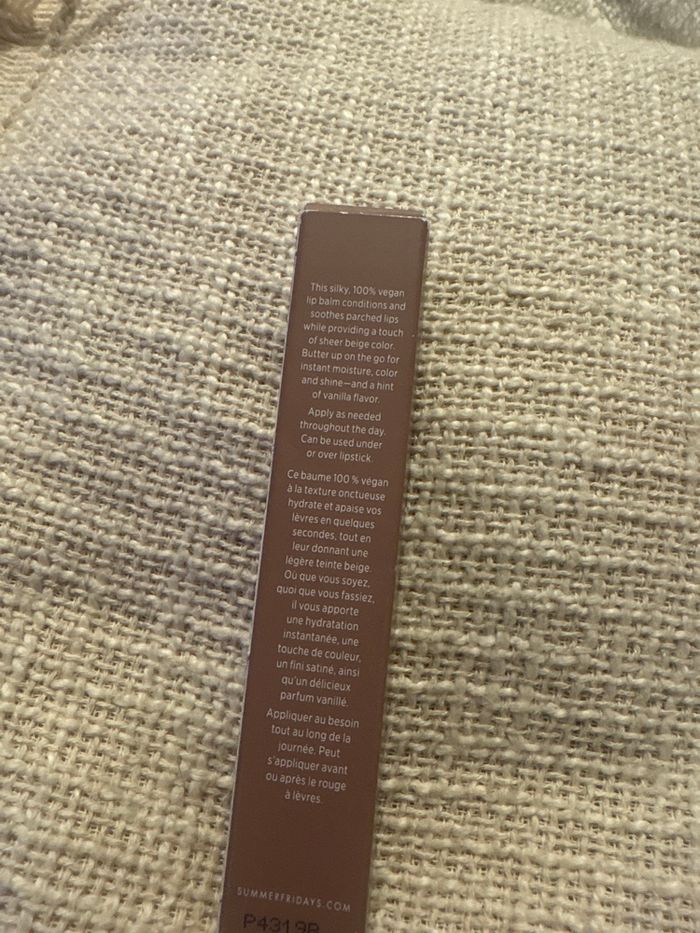 This silky, 100% vegan
lip balm conditions and
soothes parched lips
while providing a touch
of sheer beige color.
Butter up on the go for
instant moisture, color
and shine—and a hint
of vanilla flavor.
Apply as needed
throughout the day.
Can be used under
or over lipstick.
Ce baume 100 % végan
à la texture onctueuse
hydrate et apaise vos
lèvres en quelques
secondes, tout en
leur donnant une
légère teinte beige.
Où que vous soyez,
quoi que vous fassiez,
il vous apporte
une hydratation
instantanée, une
touche de couleur,
un fini satiné, ainsi
qu'un délicieux
parfum vanillé.
Appliquer au besoin
tout au long de la
journée. Peut
s'appliquer avant
ou après le rouge
à lèvres.
SUMMERFRIDAYS.COM